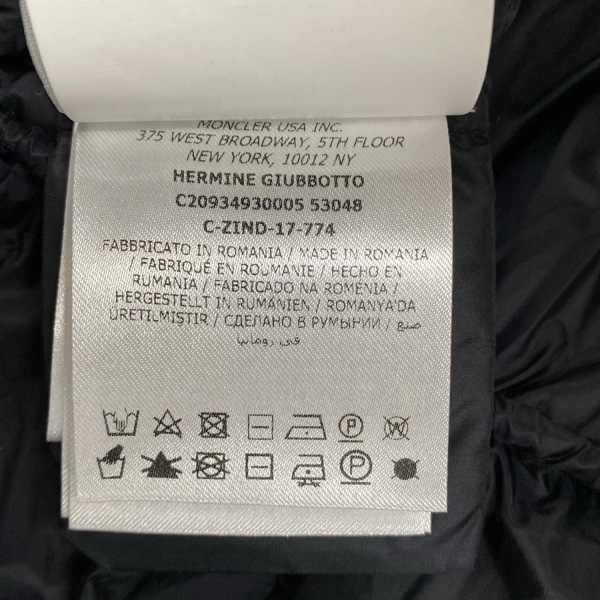 MONCLER USA INC.
375 WEST BROADWAY, 5TH FLOOR
NEW YORK, 10012 NY
HERMINE GIUBBOTTO
C20934930005 53048
C-ZIND-17-774
FABBRICATO IN ROMANIA / MADE IN ROMANIA
/ FABRIQUÉ EN ROUMANIE / HECHO EN
RUMANIA / FABRICADO NA ROMÉNIA /
HERGESTELLT IN RUMÄNIEN / ROMANYA'DA
ÜRETILMIŞTIR / СДЕЛАНО В РУМЫНИИ / صنع
في رومانيا
P W
P